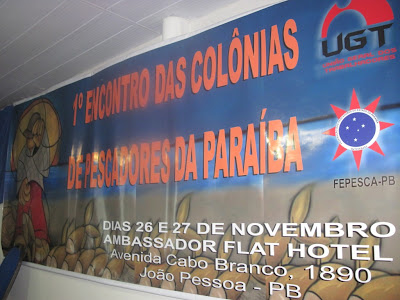 1º ENCONTRO DAS COLÔNIAS
DE PESCADORES DA PARAÍBA
UGT
FEPESCA-PB
DIAS 26 E 27 DE NOVEMBRO
AMBASSADOR FLAT HOTEL
Avenida Cabo Branco, 1890
João Pessoa - PB